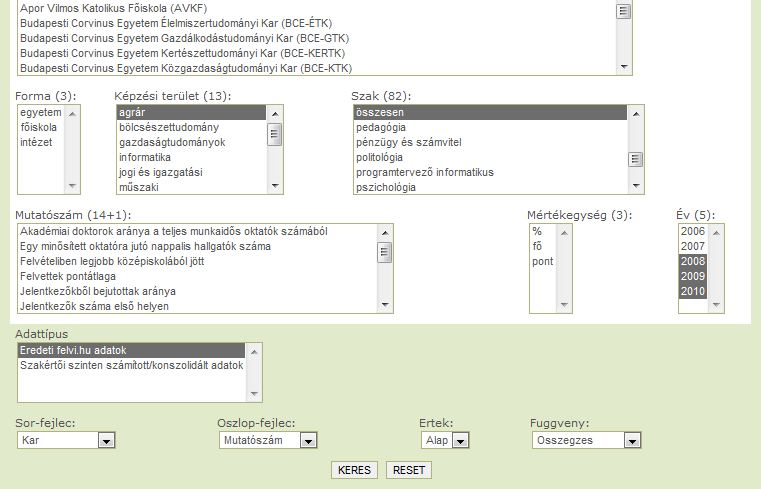 Apor Vilmos Katolikus Főiskola (AVKF)
Budapesti Corvinus Egyetem Élelmiszertudományi Kar (BCE-ÉTK)
Budapesti Corvinus Egyetem Gazdálkodástudományi Kar (BCE-GTK)
Budapesti Corvinus Egyetem Kertészettudományi Kar (BCE-KERTK)
Budapesti Corvinus Egyetem Közgazdaságtudományi Kar (BCE-KTK)
Forma (3):
egyetem
főiskola
intézet
Képzési terület (13):
agrár
bölcsészettudomány
gazdaságtudományok
informatika
jogi és igazgatási
műszaki
Szak (82):
összesen
pedagógia
pénzügy és számvitel
politológia
programtervező informatikus
pszichológia
Mutatószám (14+1):
Akadémiai doktorok aránya a teljes munkaidős oktatók számából
Egy minősített oktatóra jutó nappalis hallgatók száma
Felvételiben legjobb középiskolából jött
Felvettek pontátlaga
Jelentkezőkből bejutottak aránya
Jelentkezők száma első helyen
Mértékegység (3):
%
fő
pont
Év (5):
2006
2007
2008
2009
2010
Adattípus
Eredeti felvi.hu adatok
Szakértői szinten számított/konszolidált adatok
Sor-fejlec:
Kar
Oszlop-fejlec:
Mutatószám
Ertek:
Alap
Fuggveny:
Osszegzes
KERES
RESET